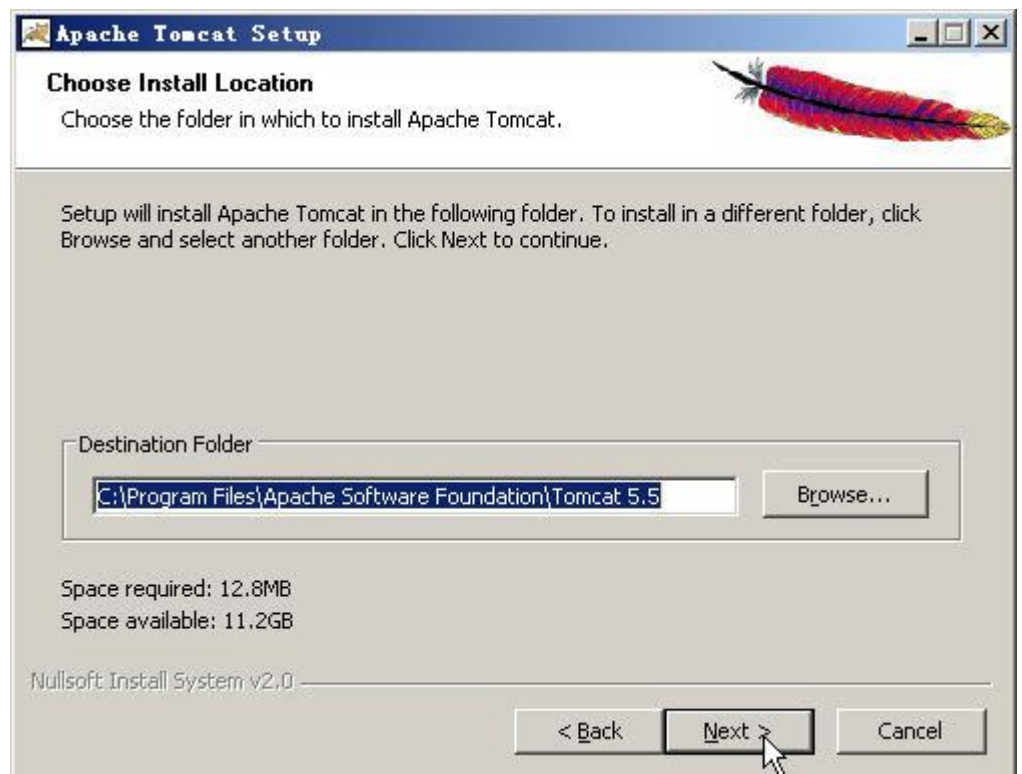 Apache Tomcat Setup
Choose Install Location
Choose the folder in which to install Apache Tomcat.
Setup will install Apache Tomcat in the following folder. To install in a different folder, click
Browse and select another folder. Click Next to continue.
Destination Folder
C:\Program Files\Apache Software Foundation\Tomcat 5.5
Browse...
Space required: 12.8MB
Space available: 11.2GB
Nullsoft Install System v2.0
< Back Next > Cancel